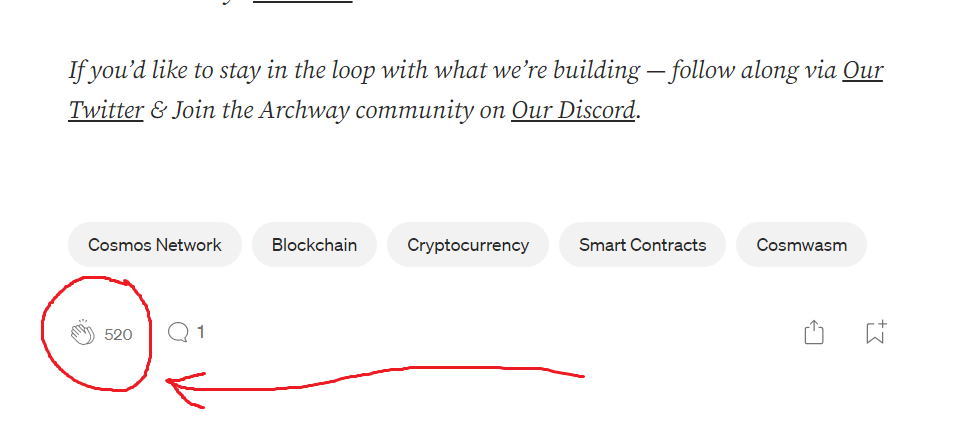 If you’d like to stay in the loop with what we’re building — follow along via Our
Twitter & Join the Archway community on Our Discord.
Cosmos Network Blockchain Cryptocurrency Smart Contracts Cosmwasm
520 1